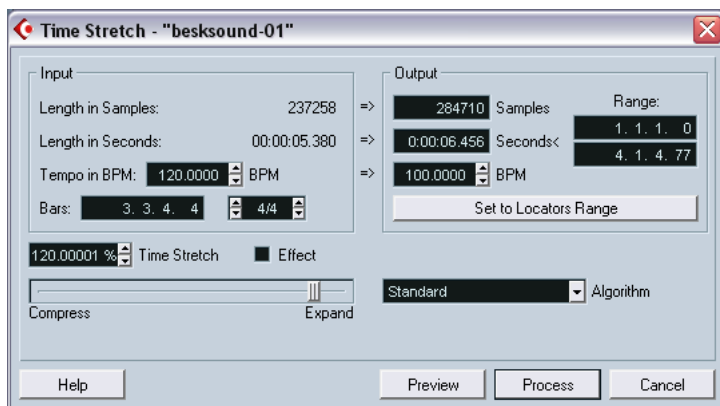 Time Stretch - "besksound-01"
Input
Length in Samples: 237258 =>
Length in Seconds: 00:00:05.380 =>
Tempo in BPM: 120.0000 BPM =>
Bars: 3. 3. 4. 4 4/4
Output
284710 Samples
0:00:06.456 Seconds<
100.0000 BPM
Range:
1. 1. 1. 0
4. 1. 4. 77
Set to Locators Range
120.00001 % Time Stretch Effect
Compress Expand
Standard Algorithm
Help Preview Process Cancel